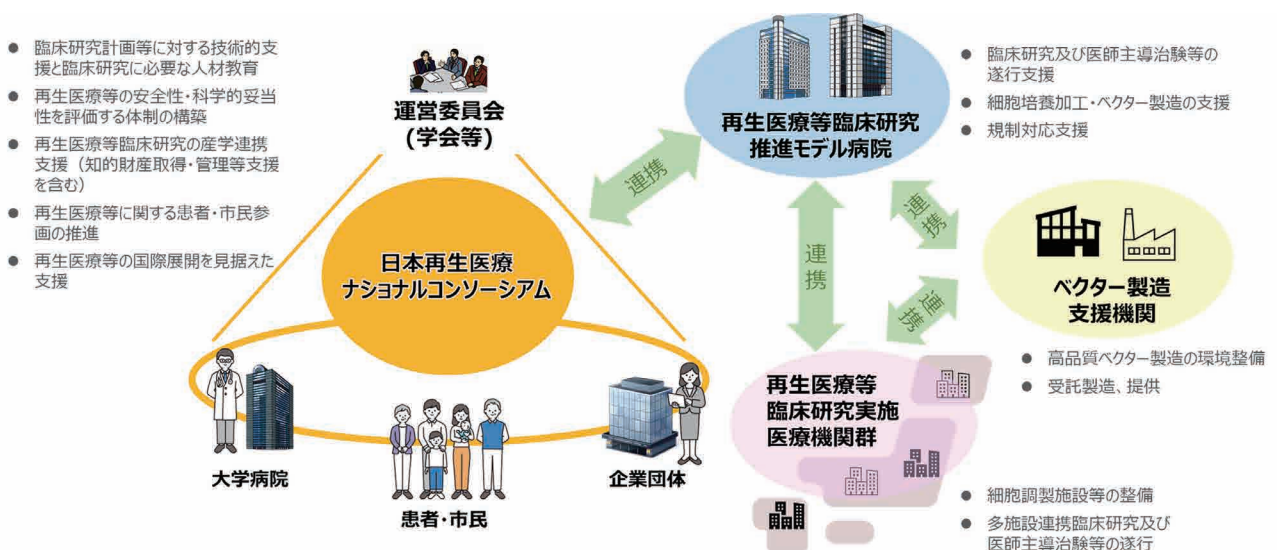 ● 臨床研究計画等に対する技術的支
援と臨床研究に必要な人材教育
● 再生医療等の安全性・科学的妥当
性を評価する体制の構築
● 再生医療等臨床研究の産学連携
支援（知的財産取得・管理等支援
を含む）
● 再生医療等に関する患者・市民参
画の推進
● 再生医療等の国際展開を見据えた
支援
運営委員会
(学会等)
日本再生医療
ナショナルコンソーシアム
大学病院
患者・市民
企業団体
連携
再生医療等臨床研究
推進モデル病院
● 臨床研究及び医師主導治験等の
遂行支援
● 細胞培養加工・ベクター製造の支援
● 規制対応支援
連携
連携
連携
ベクター製造
支援機関
● 高品質ベクター製造の環境整備
● 受託製造、提供
再生医療等
臨床研究実施
医療機関群
● 細胞調製施設等の整備
● 多施設連携臨床研究及び
医師主導治験等の遂行